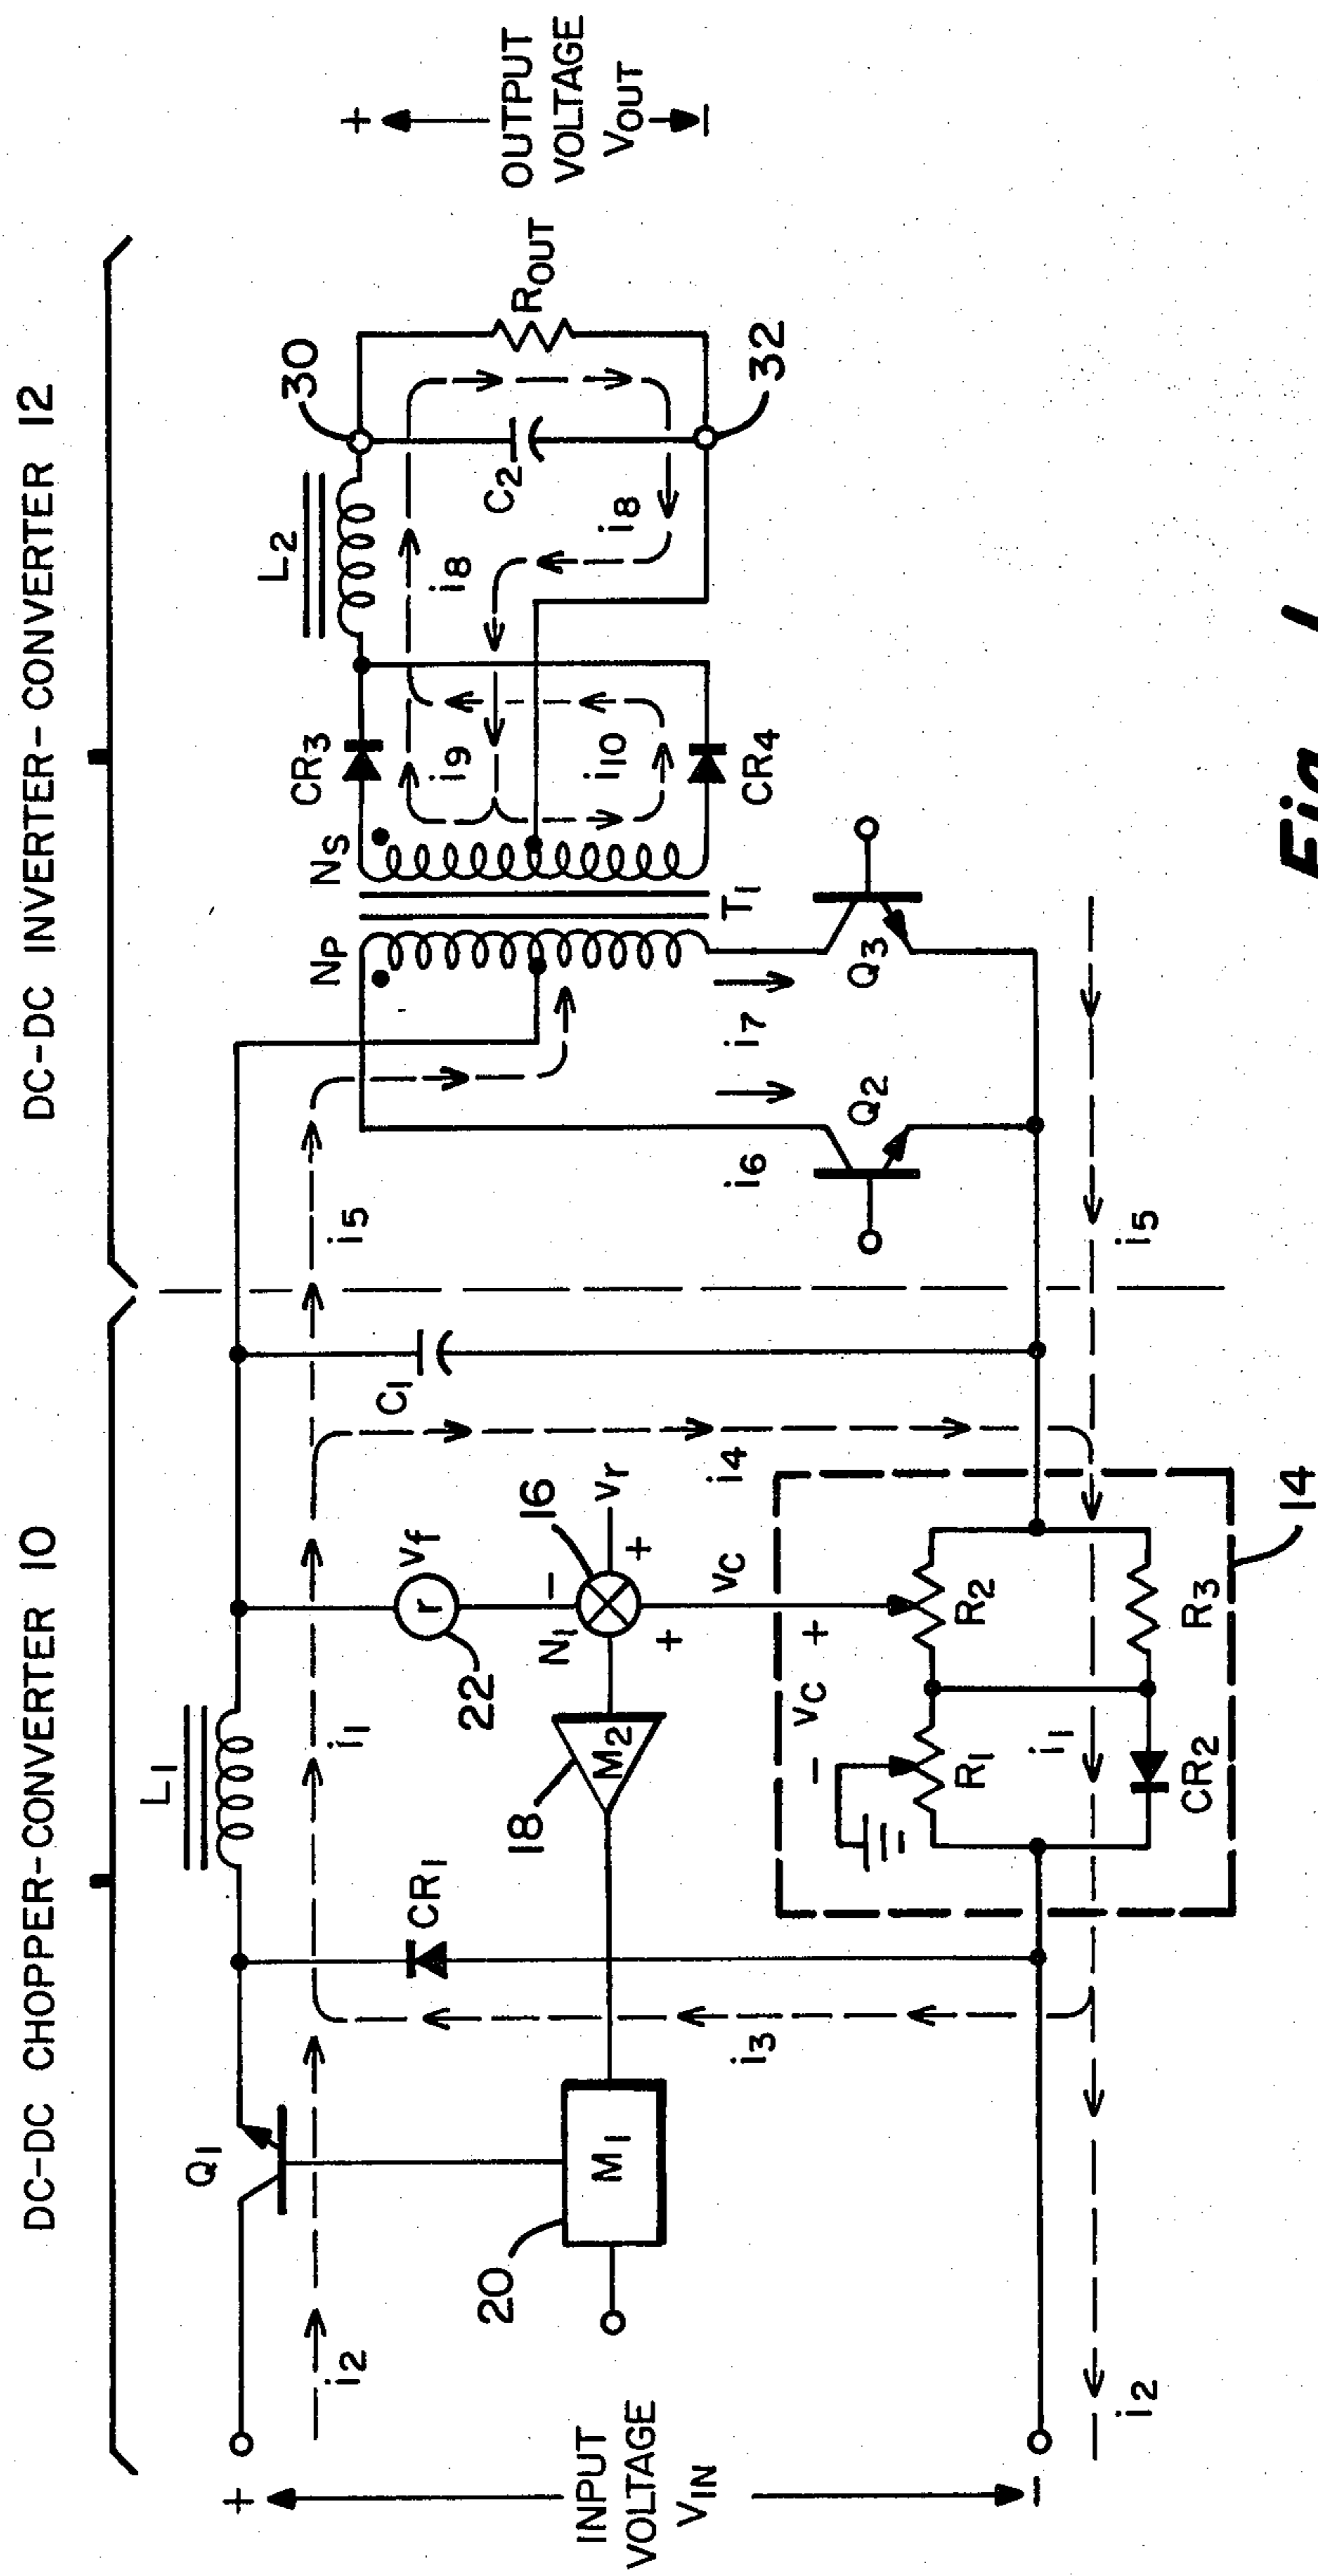 DC-DC CHOPPER-CONVERTER 10
DC-DC INVERTER-CONVERTER 12
Q1
L1
i2
i1
i5
CR1
22
r
Vf
C1
NP
NS
T1
CR3
L2
30
i9
i8
i10
i8
CR4
C2
ROUT
32
+
OUTPUT
VOLTAGE
VOUT
−
+
INPUT
VOLTAGE
VIN
−
20
M1
i3
18
M2
N1
−
16
Vr
+
+
VC
i4
i6
i7
Q2
Q3
− VC +
R1
R2
i1
CR2
R3
14
i2
i5
Fig. 1